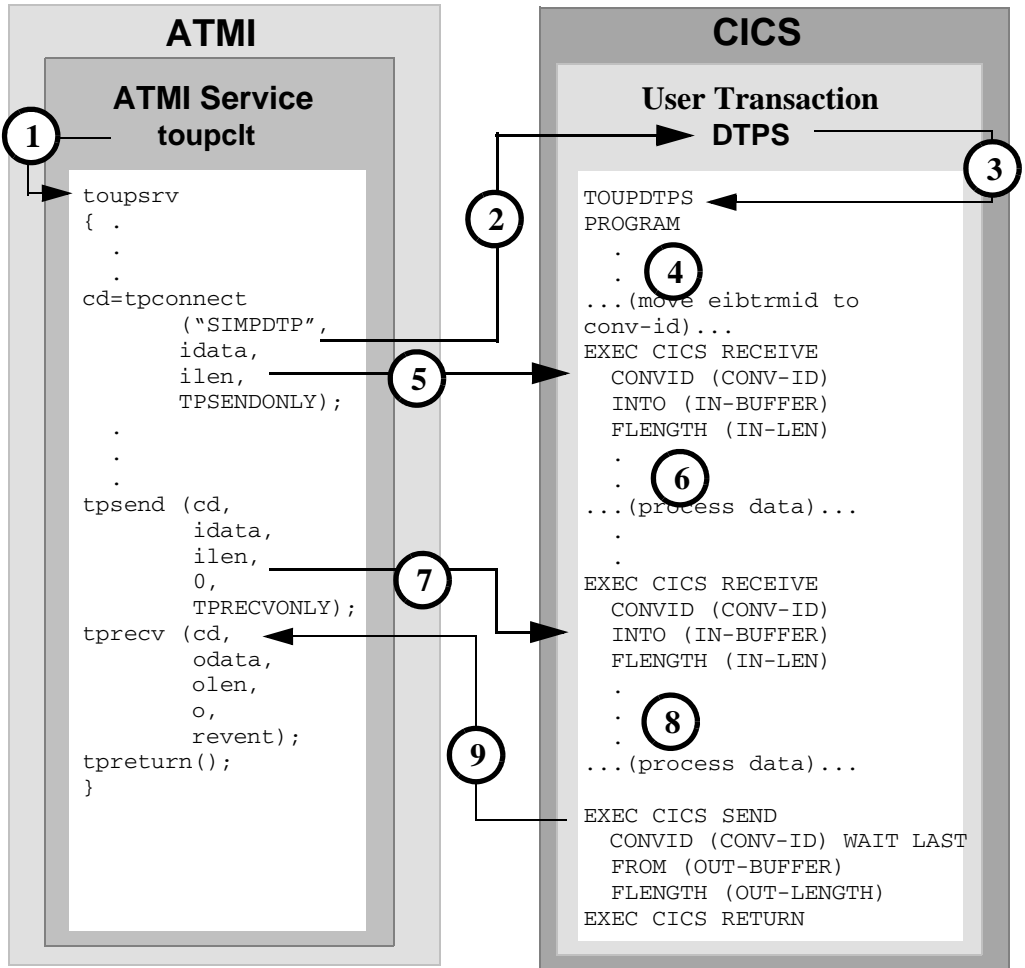 ATMI
ATMI Service
toupclt
1
toupsrv
{ .
.
.
cd=tpconnect
(“SIMPDTP”,
idata,
ilen,
TPSENDONLY);
.
.
.
tpsend (cd,
idata,
ilen,
0,
TPRECVONLY);
tprecv (cd,
odata,
olen,
o,
revent);
tpreturn();
}
2
5
7
9
CICS
User Transaction
DTPS
3
TOUPDTPS
PROGRAM
.
.
4
...(move eibtrmid to
conv-id)...
EXEC CICS RECEIVE
CONVID (CONV-ID)
INTO (IN-BUFFER)
FLENGTH (IN-LEN)
.
.
6
...(process data)...
.
.
EXEC CICS RECEIVE
CONVID (CONV-ID)
INTO (IN-BUFFER)
FLENGTH (IN-LEN)
.
.
.
8
...(process data)...
EXEC CICS SEND
CONVID (CONV-ID) WAIT LAST
FROM (OUT-BUFFER)
FLENGTH (OUT-LENGTH)
EXEC CICS RETURN